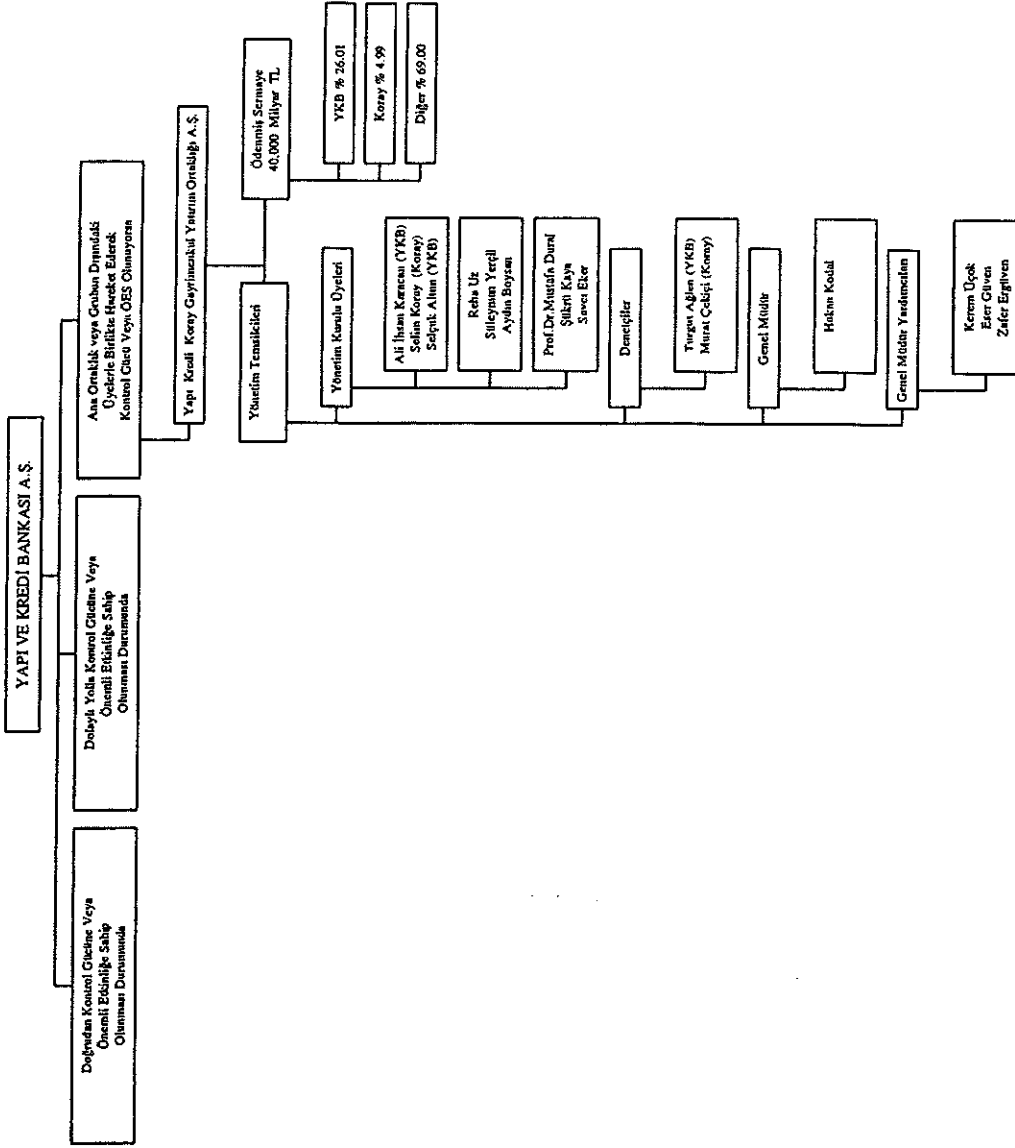 YAPI VE KREDİ BANKASI A.Ş.
Doğrudan Kontrol Gücüne Veya
Önemli Etkinliğe Sahip
Olunması Durumunda
Dolaylı Yolla Kontrol Gücüne Veya
Önemli Etkinliğe Sahip
Olunması Durumunda
Ana Ortaklık veya Grubun Dışındaki
Üyelerle Birlikte Hareket Ederek
Kontrol Gücü Veya ÖES Olunuyorsa
Yapı Kredi Koray Gayrimenkul Yatırım Ortaklığı A.Ş.
Yönetim Temsilcileri
Ödenmiş Sermaye
40,000 Milyar TL
YKB % 26.01
Koray % 4.99
Diğer % 69.00
Yönetim Kurulu Üyeleri
Ali İhsan Karacan (YKB)
Selim Koray (Koray)
Selçuk Altun (YKB)
Reha Uz
Süleyman Yerçil
Aydın Boysan
Prof.Dr.Mustafa Dural
Şükrü Kaya
Savcı Eker
Denetçiler
Turgut Ağlen (YKB)
Murat Çekiçi (Koray)
Genel Müdür
Hakan Kodal
Genel Müdür Yardımcıları
Kerem Üçok
Eser Güven
Zafer Ergüven